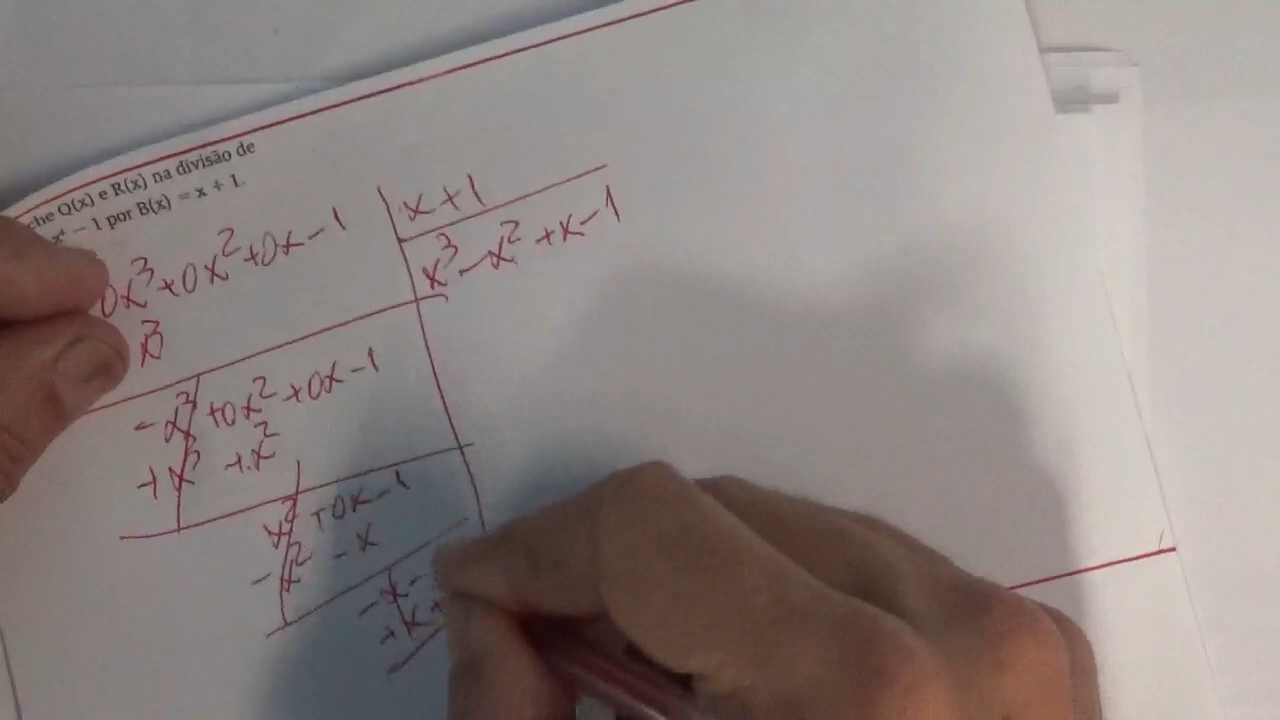 che Q(x) e R(x) na divisão de
x⁴ − 1 por B(x) = x + 1.
0x³+0x²+0x-1
x+1
x³-x²+x-1
x³
-x³+0x²+0x-1
+x³+x²
x²+0x-1
-x²-x
-x-
+x+